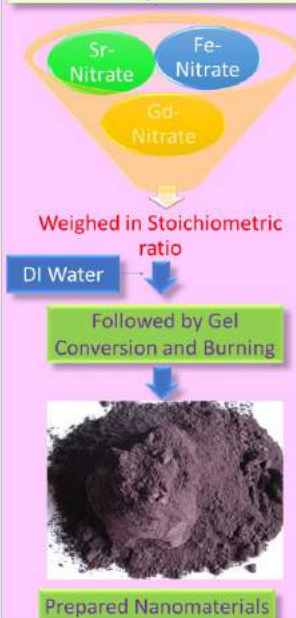 Sr-
Nitrate
Fe-
Nitrate
Gd-
Nitrate
Weighed in Stoichiometric
ratio
DI Water
Followed by Gel
Conversion and Burning
Prepared Nanomaterials